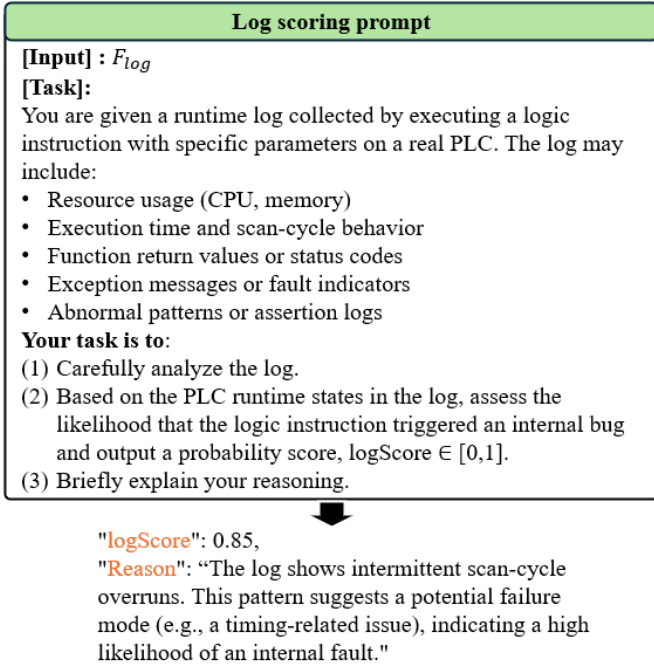 Log scoring prompt
[Input] : F_log
[Task]:
You are given a runtime log collected by executing a logic
instruction with specific parameters on a real PLC. The log may
include:
• Resource usage (CPU, memory)
• Execution time and scan-cycle behavior
• Function return values or status codes
• Exception messages or fault indicators
• Abnormal patterns or assertion logs
Your task is to:
(1) Carefully analyze the log.
(2) Based on the PLC runtime states in the log, assess the
likelihood that the logic instruction triggered an internal bug
and output a probability score, logScore ∈ [0,1].
(3) Briefly explain your reasoning.
"logScore": 0.85,
"Reason": “The log shows intermittent scan-cycle
overruns. This pattern suggests a potential failure
mode (e.g., a timing-related issue), indicating a high
likelihood of an internal fault."